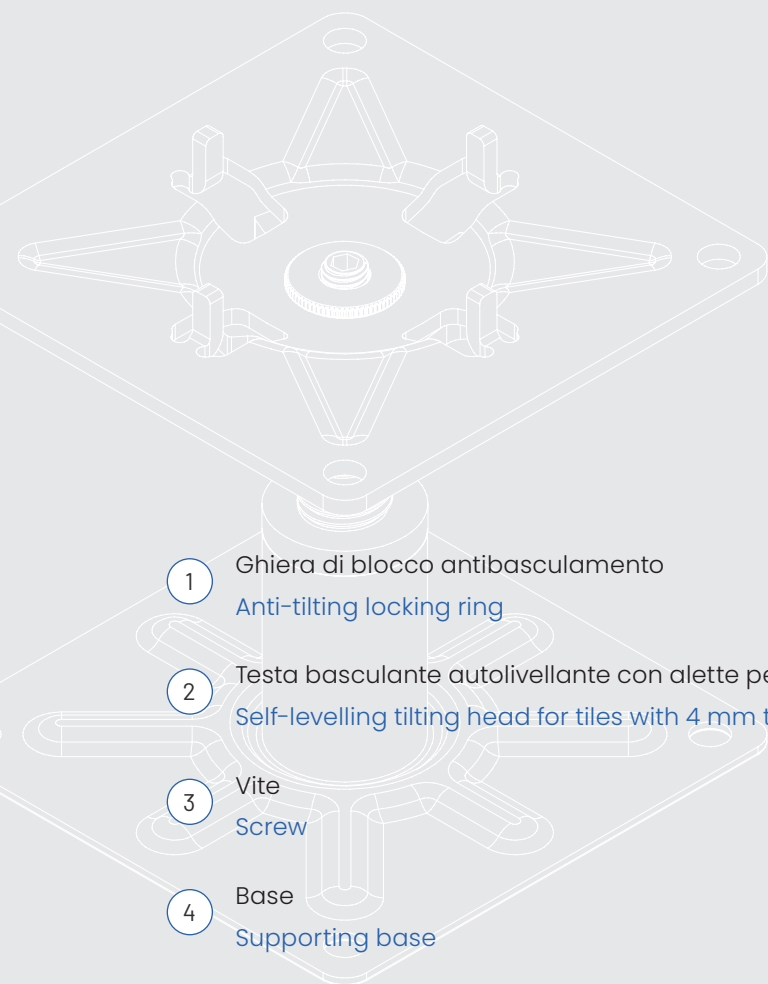 1
Ghiera di blocco antibasculamento
Anti-tilting locking ring
2
Testa basculante autolivellante con alette
Self-levelling tilting head for tiles with 4 mm
3
Vite
Screw
4
Base
Supporting base